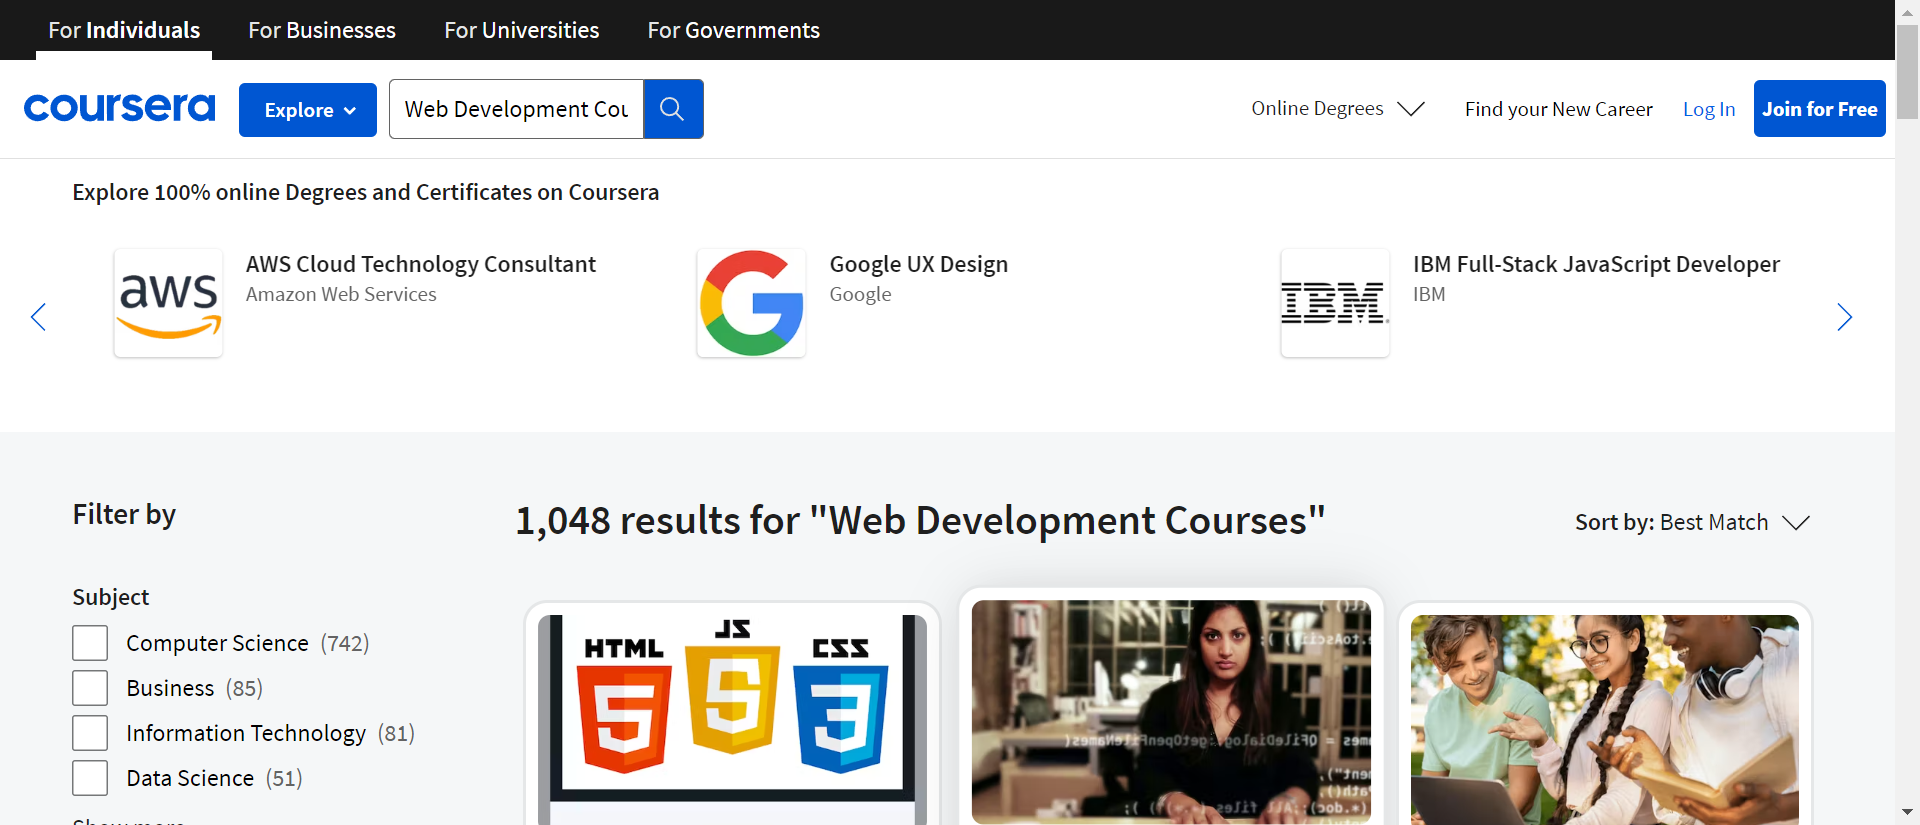 For Individuals
For Businesses
For Universities
For Governments
coursera
Explore
Web Development Cou
Online Degrees
Find your New Career
Log In
Join for Free
Explore 100% online Degrees and Certificates on Coursera
aws
AWS Cloud Technology Consultant
Amazon Web Services
Google UX Design
Google
IBM
IBM Full-Stack JavaScript Developer
IBM
Filter by
1,048 results for "Web Development Courses"
Sort by: Best Match
Subject
Computer Science (742)
Business (85)
Information Technology (81)
Data Science (51)
Show more
HTML
JS
CSS
5
5
3